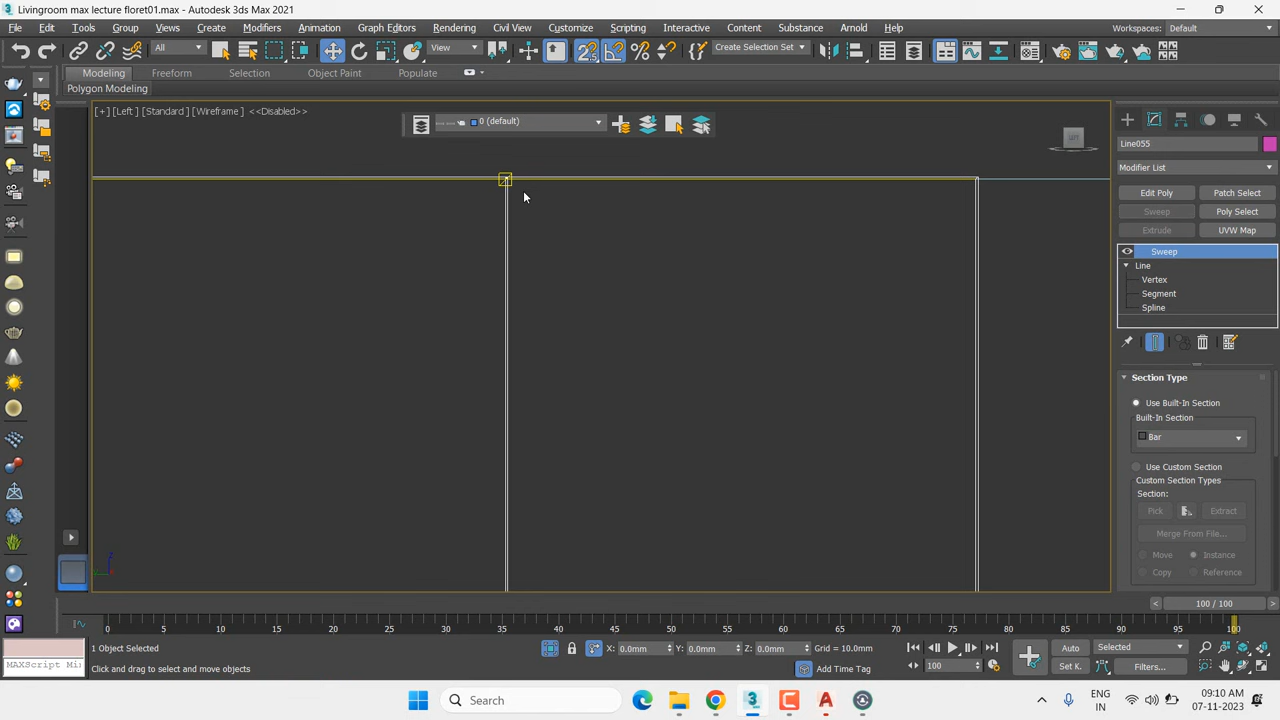 Livingroom max lecture floret01.max - Autodesk 3ds Max 2021
File Edit Tools Group Views Create Modifiers Animation Graph Editors Rendering Civil View Customize Scripting Interactive Content Substance Arnold Help
Workspaces: Default
All View Create Selection Set
Modeling Freeform Selection Object Paint Populate
Polygon Modeling
[+] [Left] [Standard] [Wireframe] <<Disabled>>
0 (default)
LEFT
Line055
Modifier List
Edit Poly Patch Select
Sweep Poly Select
Extrude UVW Map
Sweep
Line
Vertex
Segment
Spline
Section Type
Use Built-In Section
Built-In Section
Bar
Use Custom Section
Custom Section Types
Section:
Pick Extract
Merge From File...
Move Instance
Copy Reference
100 / 100
0 5 10 15 20 25 30 35 40 45 50 55 60 65 70 75 80 85 90 95 100
1 Object Selected
X: 0.0mm Y: 0.0mm Z: 0.0mm Grid = 10.0mm
Auto Selected
MAXScript Mi
Click and drag to select and move objects
Add Time Tag
100
Set K. Filters...
Search
ENG
IN
09:10 AM
07-11-2023